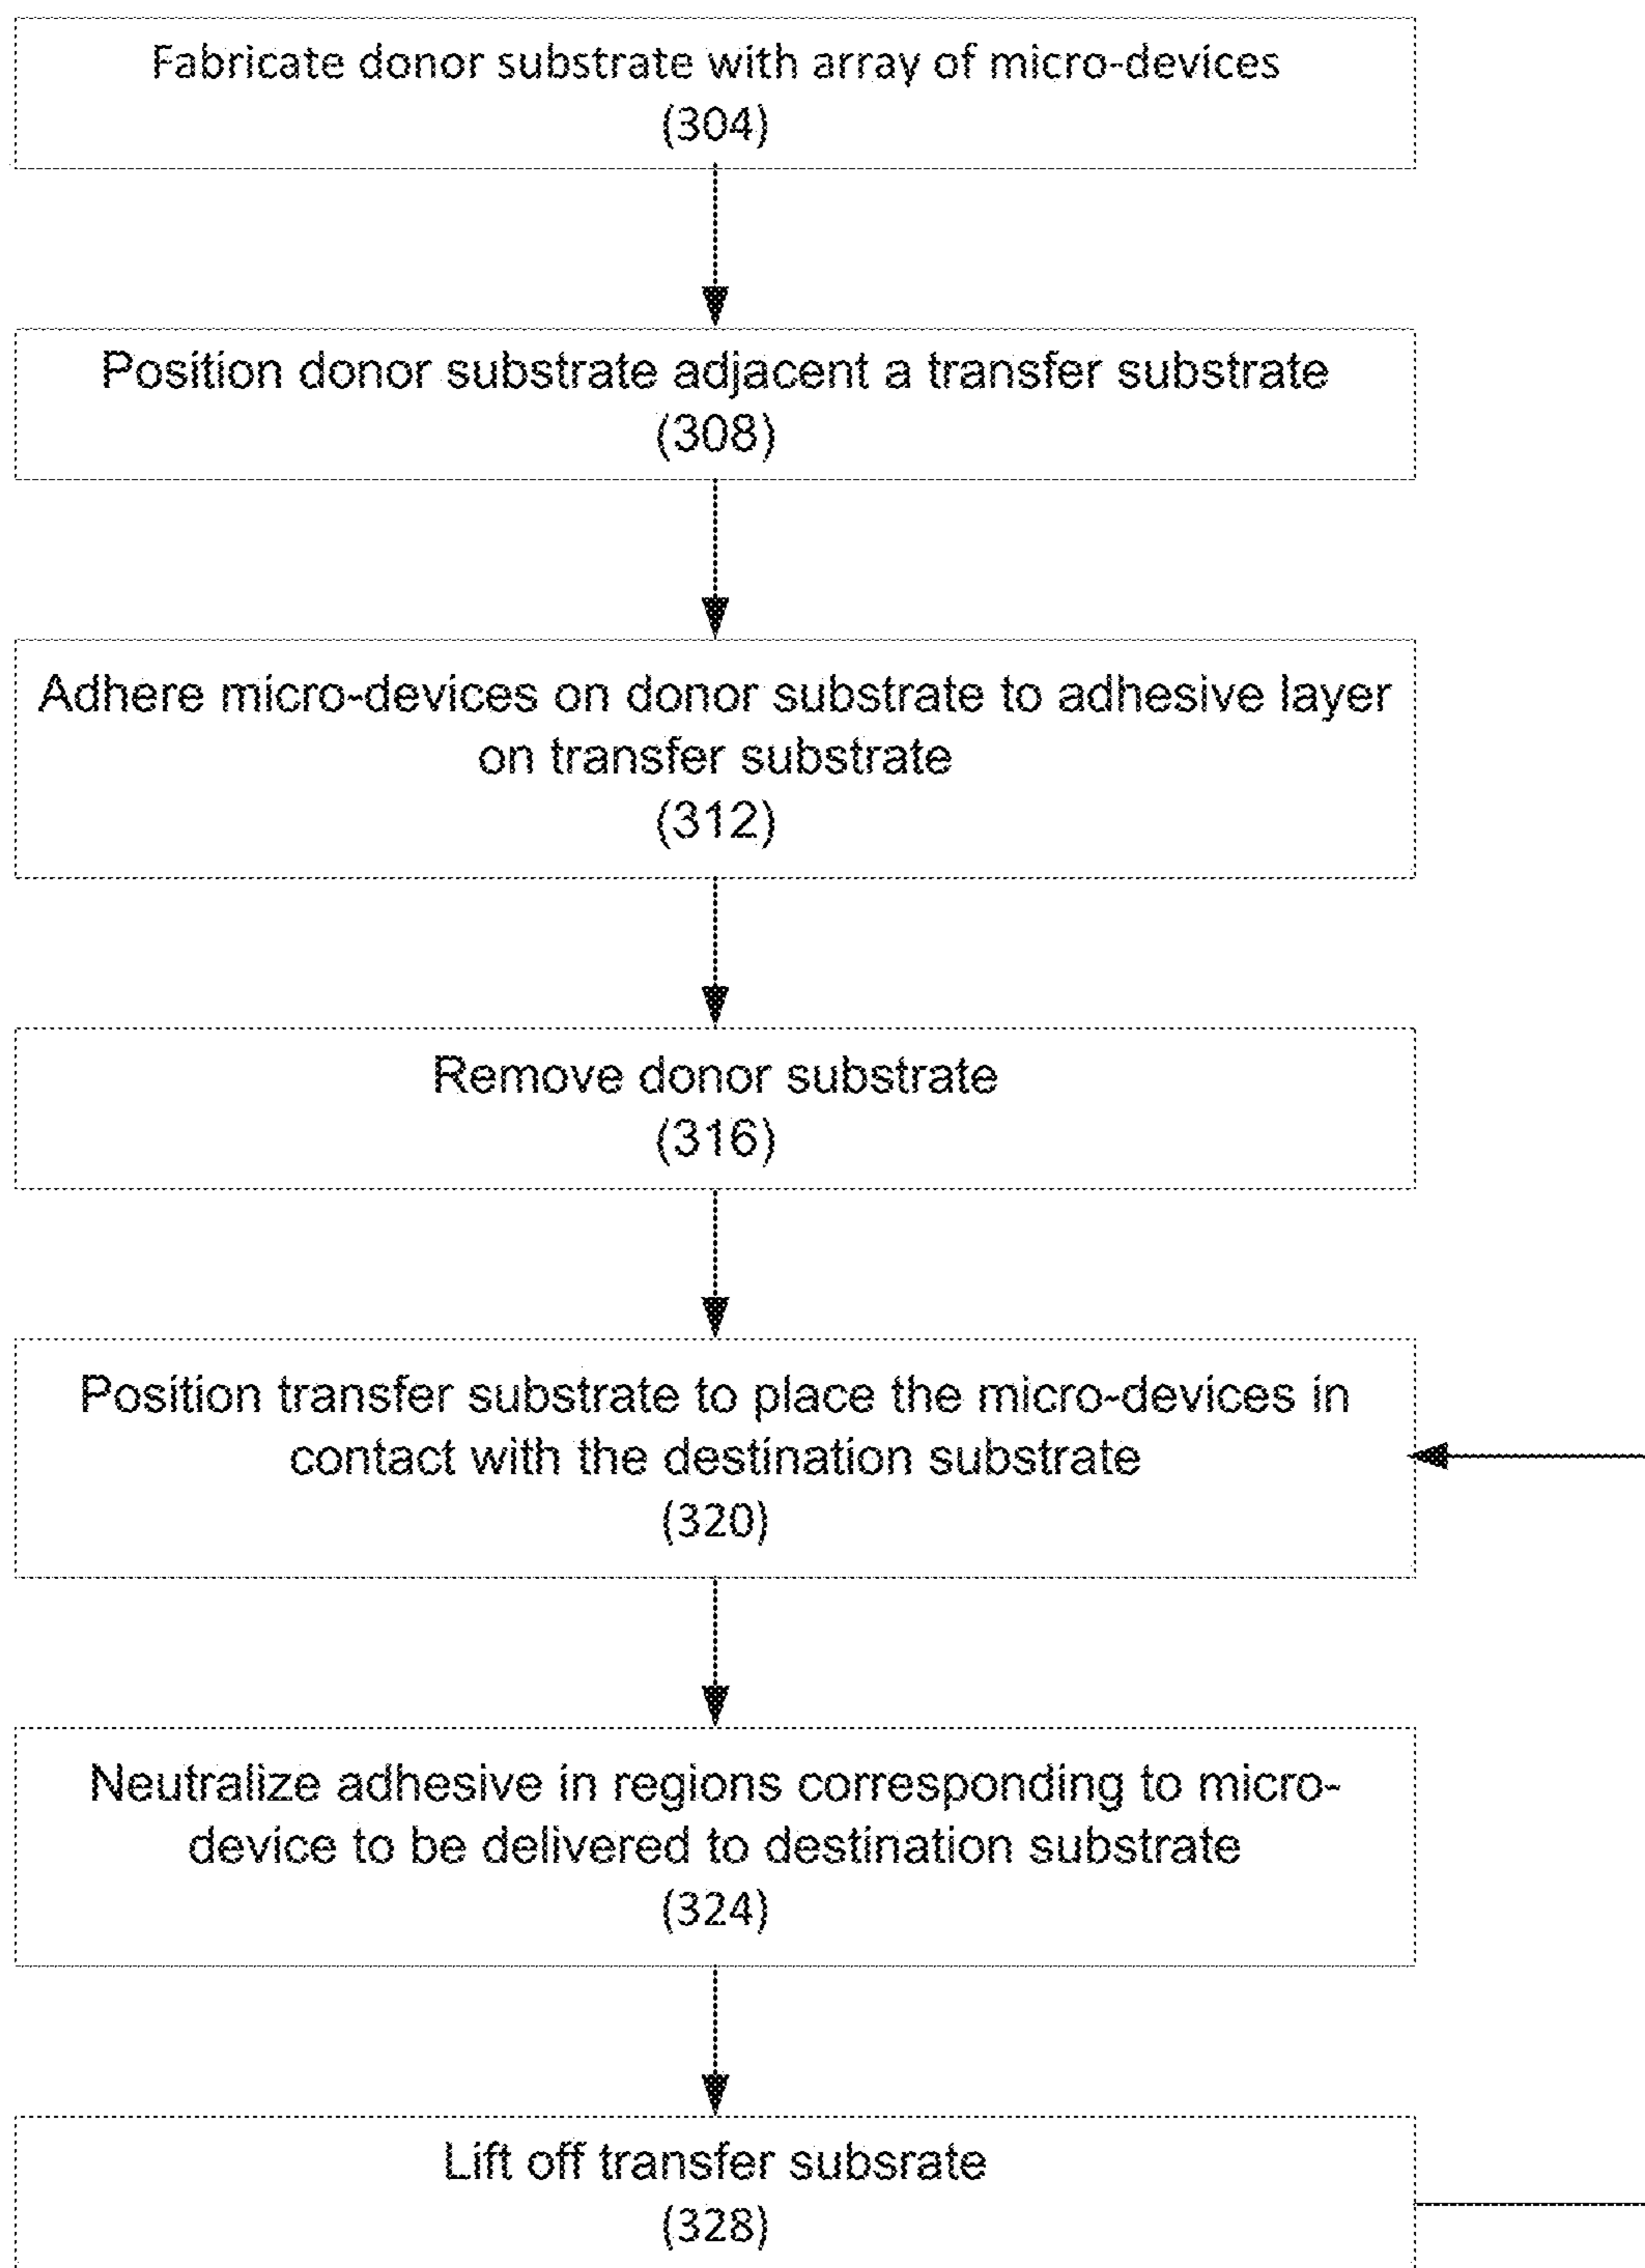 Fabricate donor substrate with array of micro-devices
(304)
Position donor substrate adjacent a transfer substrate
(308)
Adhere micro-devices on donor substrate to adhesive layer
on transfer substrate
(312)
Remove donor substrate
(316)
Position transfer substrate to place the micro-devices in
contact with the destination substrate
(320)
Neutralize adhesive in regions corresponding to micro-
device to be delivered to destination substrate
(324)
Lift off transfer subsrate
(328)